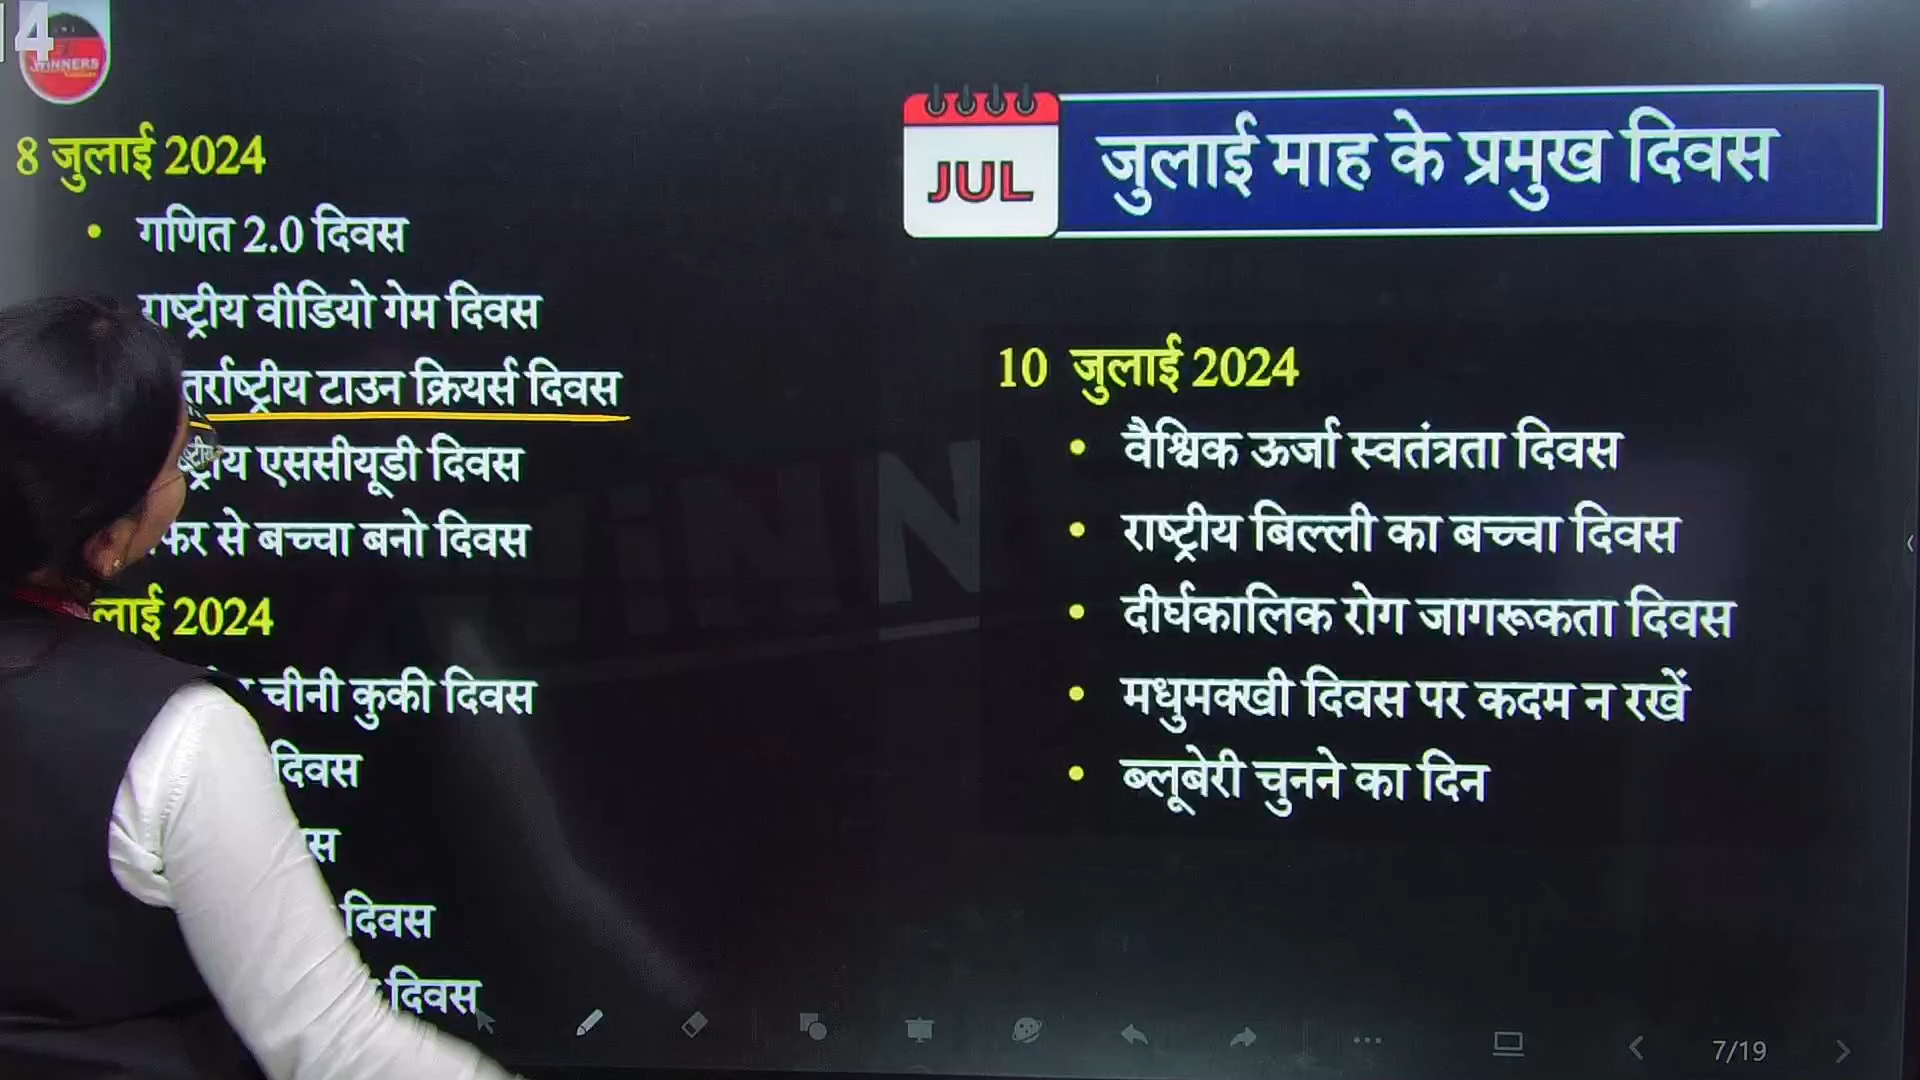 14
WINNERS
8 जुलाई 2024
गणित 2.0 दिवस
राष्ट्रीय वीडियो गेम दिवस
टाउन क्रियर्स दिवस
एससीयूडी दिवस
से बच्चा बनो दिवस
2024
चीनी कुकी दिवस
दिवस
दिवस
दिवस
JUL
जुलाई माह के प्रमुख दिवस
10 जुलाई 2024
वैश्विक ऊर्जा स्वतंत्रता दिवस
राष्ट्रीय बिल्ली का बच्चा दिवस
दीर्घकालिक रोग जागरूकता दिवस
मधुमक्खी दिवस पर कदम न रखें
ब्लूबेरी चुनने का दिन
7/19